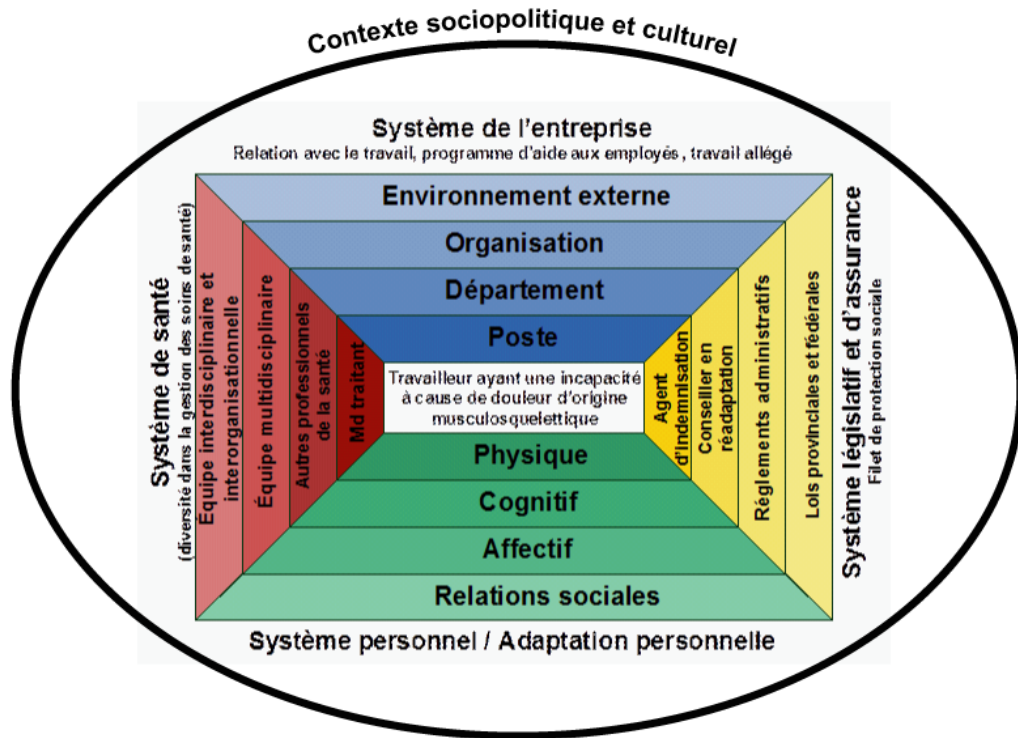 Contexte sociopolitique et culturel
Système de l'entreprise
Relation avec le travail, programme d'aide aux employés, travail allégé
Environnement externe
Organisation
Département
Poste
Système de santé
(diversité dans la gestion des soins de santé)
Équipe interdisciplinaire et
interorganisationnelle
Équipe multidisciplinaire
Autres professionnels
de la santé
Md traitant
Travailleur ayant une incapacité
à cause de douleur d'origine
musculosquelettique
Agent
d'indemnisation
Conseiller en
réadaptation
Réglements administratifs
Lois provinciales et fédérales
Système législatif et d'assurance
Filet de protection sociale
Physique
Cognitif
Affectif
Relations sociales
Système personnel / Adaptation personnelle